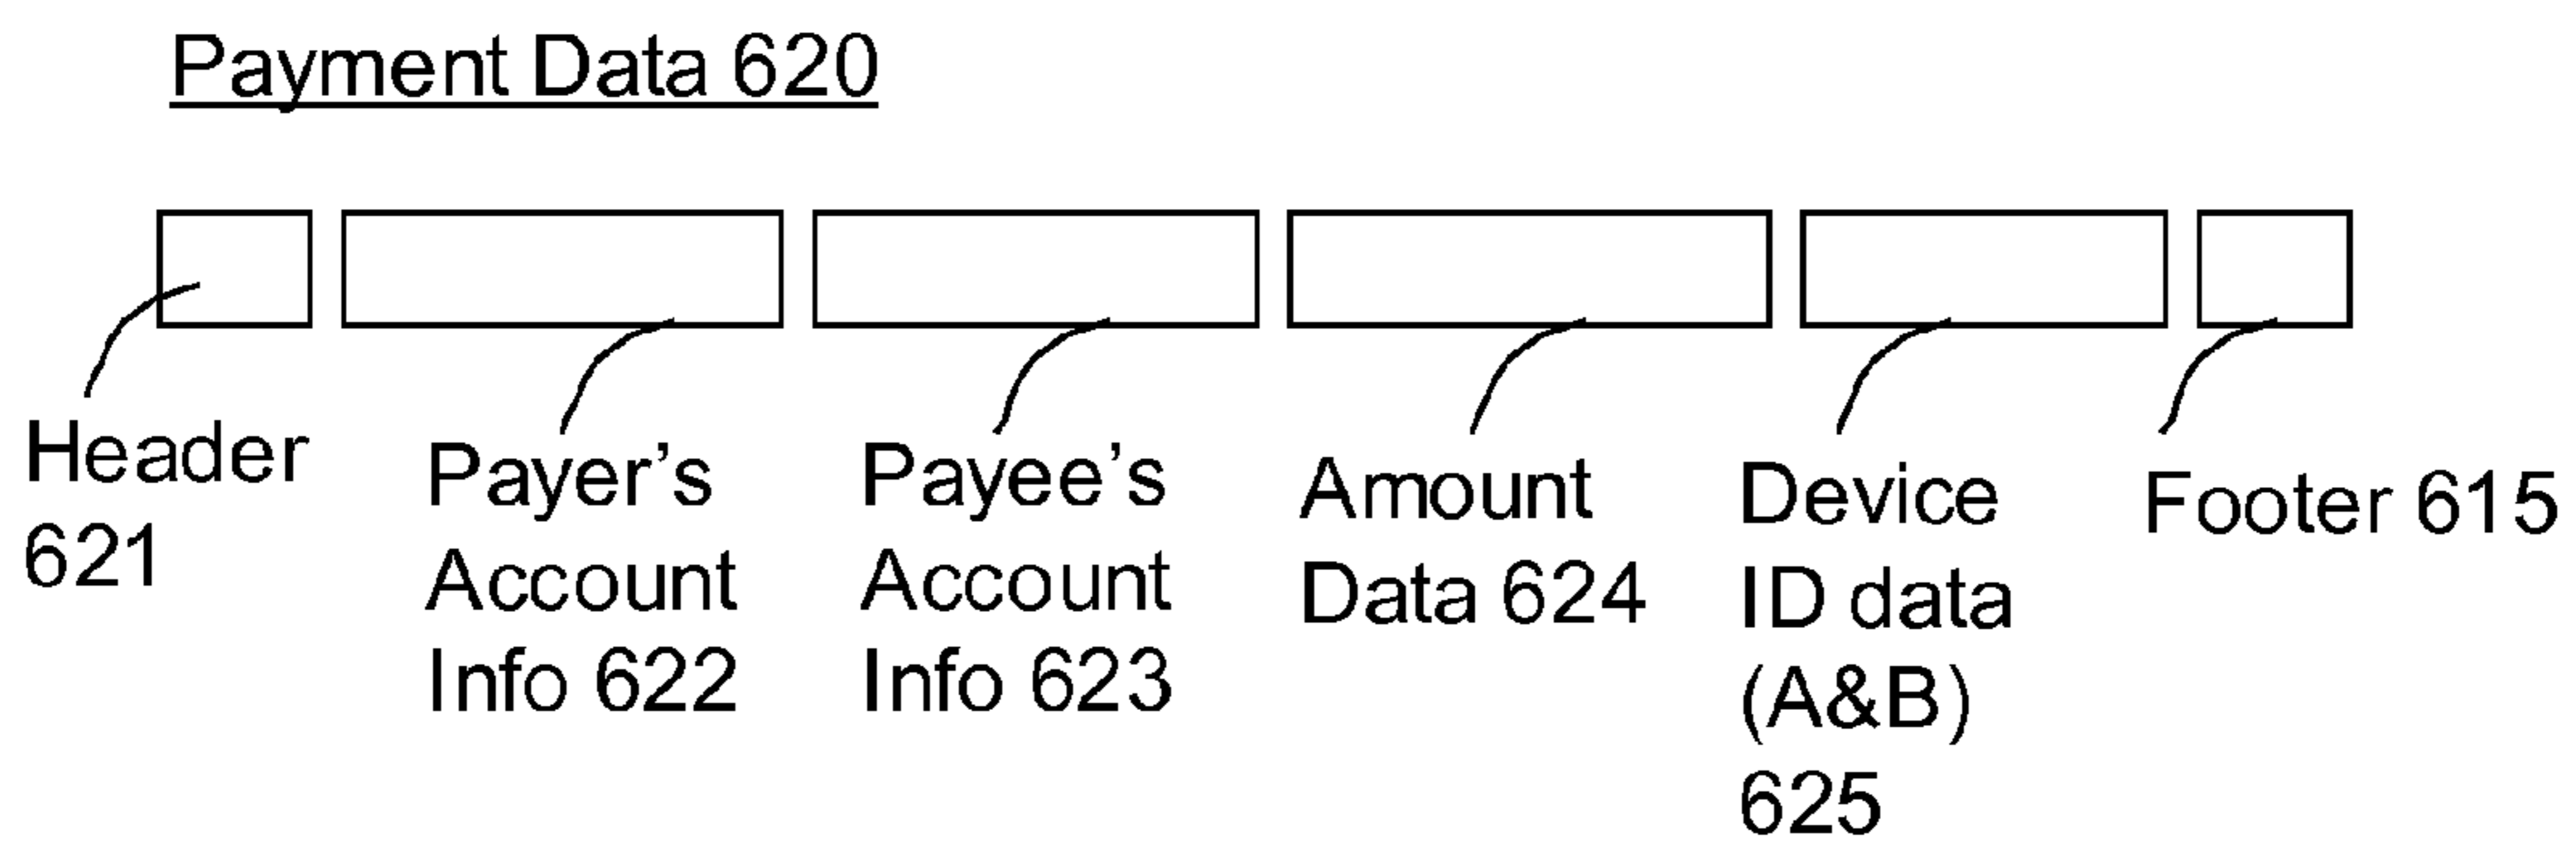 Payment Data 620
Header
621
Payer’s
Account
Info 622
Payee’s
Account
Info 623
Amount
Data 624
Device
ID data
(A&B)
625
Footer 615